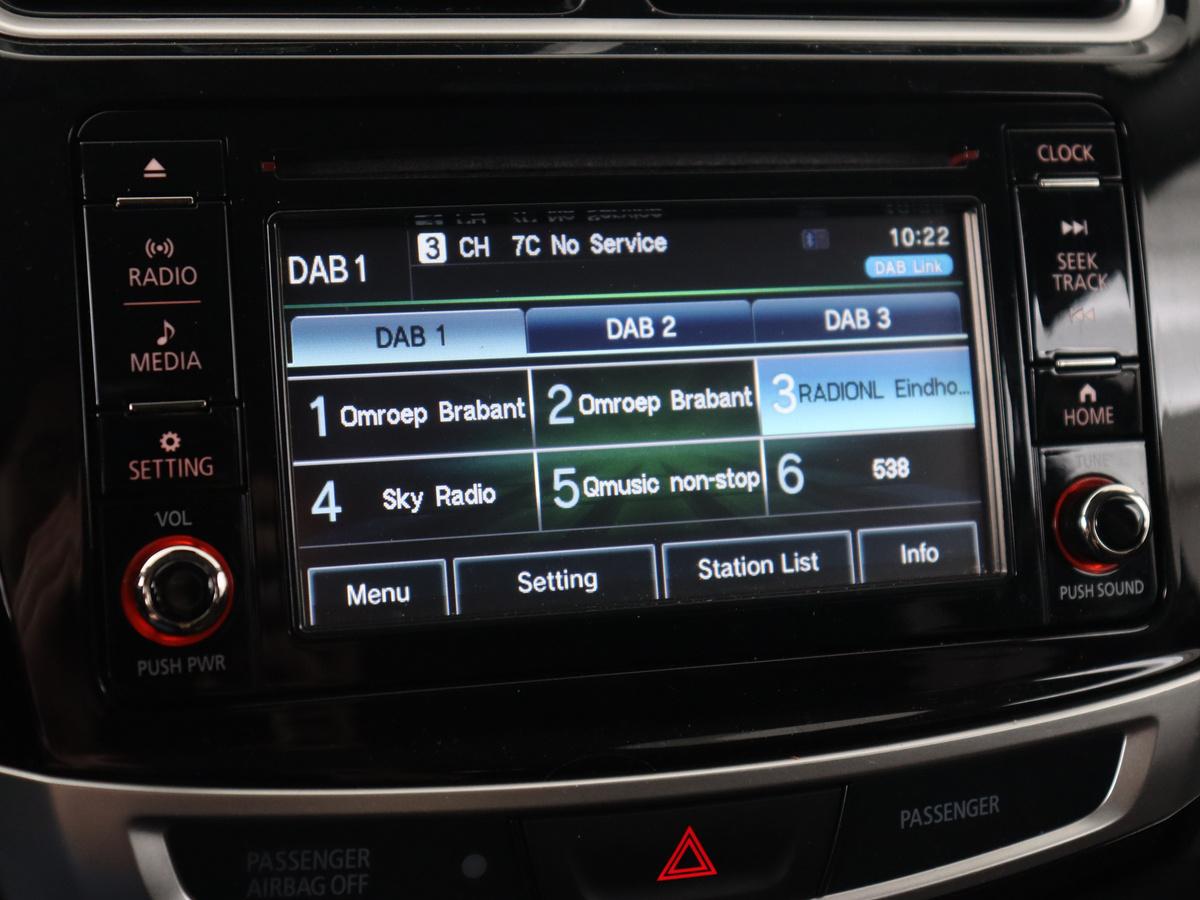 CLOCK
RADIO
MEDIA
SETTING
VOL
PUSH PWR
DAB1
3 CH 7C No Service
10:22
DAB Link
DAB 1
DAB 2
DAB 3
1 Omroep Brabant
2 Omroep Brabant
3 RADIONL Eindho...
4 Sky Radio
5 Qmusic non-stop
6 538
Menu
Setting
Station List
Info
SEEK
TRACK
HOME
TUNE
PUSH SOUND
PASSENGER
AIRBAG OFF
PASSENGER